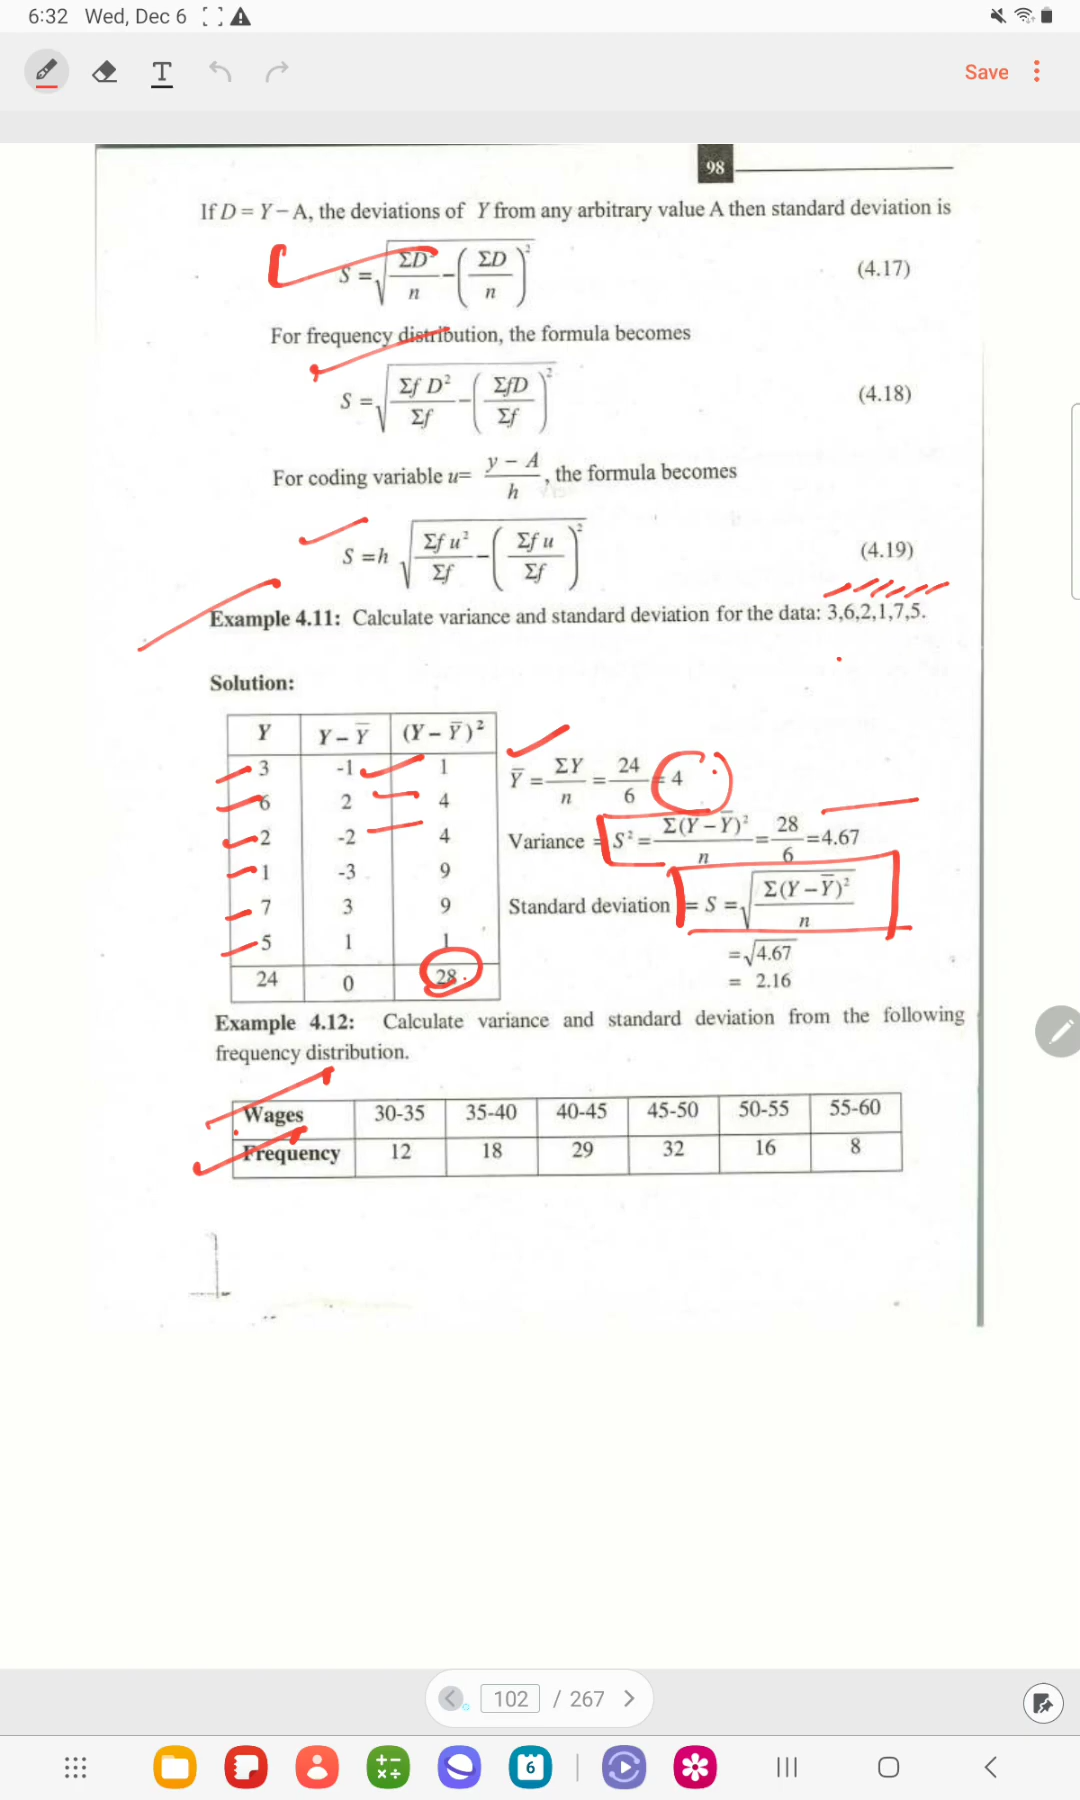 6:32 Wed, Dec 6
T
Save
98
If D = Y – A, the deviations of Y from any arbitrary value A then standard deviation is
S = √( ΣD² / n – ( ΣD / n )² ) (4.17)
For frequency distribution, the formula becomes
S = √( Σf D² / Σf – ( ΣfD / Σf )² ) (4.18)
For coding variable u= (y – A) / h , the formula becomes
S =h √( Σf u² / Σf – ( Σf u / Σf )² ) (4.19)
Example 4.11: Calculate variance and standard deviation for the data: 3,6,2,1,7,5.
Solution:
Y Y – Ȳ (Y – Ȳ)²
3 -1 1
6 2 4
2 -2 4
1 -3 9
7 3 9
5 1 1
24 0 28
Ȳ = ΣY / n = 24 / 6 = 4
Variance = S² = Σ(Y – Ȳ)² / n = 28 / 6 =4.67
Standard deviation = S = √( Σ(Y – Ȳ)² / n )
= √4.67
= 2.16
Example 4.12: Calculate variance and standard deviation from the following
frequency distribution.
Wages 30-35 35-40 40-45 45-50 50-55 55-60
Frequency 12 18 29 32 16 8
102 / 267
6